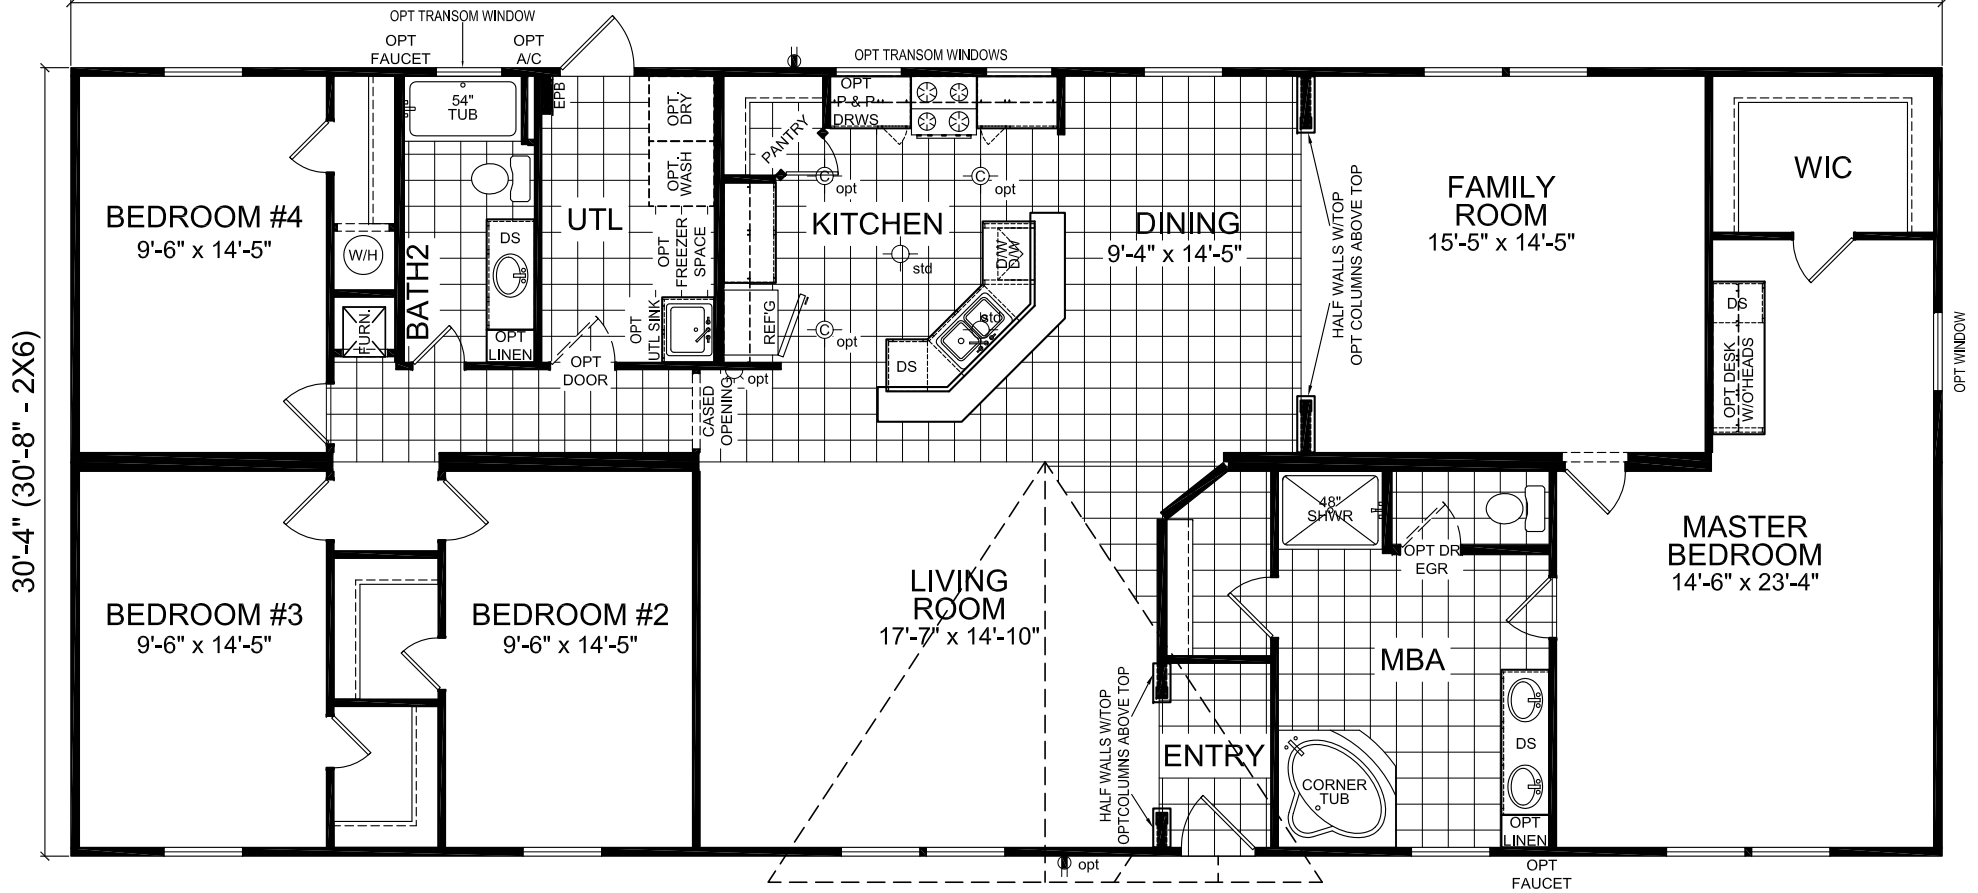 OPT TRANSOM WINDOW
OPT
FAUCET
OPT
A/C
OPT TRANSOM WINDOWS
30'-4" (30'-8" - 2X6)
BEDROOM #4
9'-6" x 14'-5"
W/H
FURN.
54"
TUB
BATH2
DS
OPT
LINEN
EPB
UTL
OPT.
DRY
OPT.
WASH
OPT
FREEZER
SPACE
OPT
UTL SINK
OPT
DOOR
PANTRY
OPT
P & P
DRWS
C
opt
C
opt
KITCHEN
std
REF'G
C
opt
opt
D/W
D/W
std
DS
CASED
OPENING
DINING
9'-4" x 14'-5"
HALF WALLS W/TOP
OPT COLUMNS ABOVE TOP
FAMILY
ROOM
15'-5" x 14'-5"
WIC
DS
OPT DESK
W/O'HEADS
OPT WINDOW
BEDROOM #3
9'-6" x 14'-5"
BEDROOM #2
9'-6" x 14'-5"
LIVING
ROOM
17'-7" x 14'-10"
HALF WALLS W/TOP
OPTCOLUMNS ABOVE TOP
ENTRY
48"
SHWR
OPT DR
EGR
MBA
CORNER
TUB
DS
OPT
LINEN
MASTER
BEDROOM
14'-6" x 23'-4"
opt
OPT
FAUCET